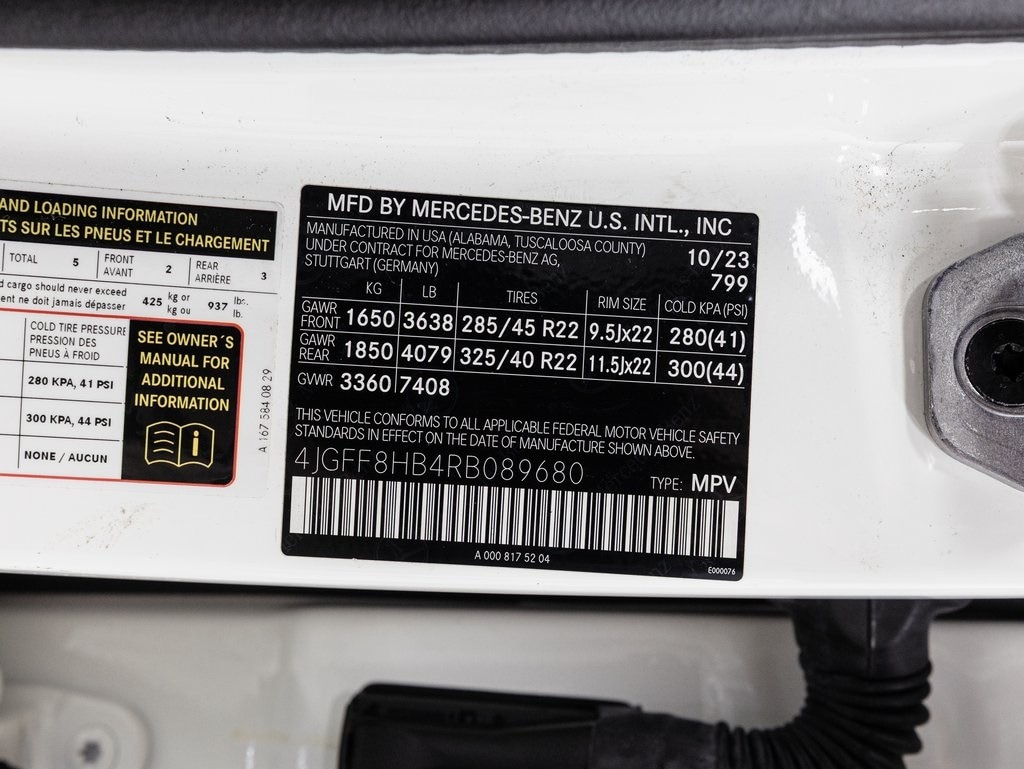 AND LOADING INFORMATION
TS SUR LES PNEUS ET LE CHARGEMENT
TOTAL 5 FRONT AVANT 2 REAR ARRIÈRE 3
d cargo should never exceed
ent ne doit jamais dépasser 425 kg or kg ou 937 lbs. lb.
COLD TIRE PRESSURE
PRESSION DES
PNEUS À FROID
280 KPA, 41 PSI
300 KPA, 44 PSI
NONE / AUCUN
SEE OWNER´S
MANUAL FOR
ADDITIONAL
INFORMATION
A 167 584 08 29
MFD BY MERCEDES-BENZ U.S. INTL., INC
MANUFACTURED IN USA (ALABAMA, TUSCALOOSA COUNTY)
UNDER CONTRACT FOR MERCEDES-BENZ AG,
STUTTGART (GERMANY)
10/23
799
KG LB TIRES RIM SIZE COLD KPA (PSI)
GAWR FRONT 1650 3638 285/45 R22 9.5Jx22 280(41)
GAWR REAR 1850 4079 325/40 R22 11.5Jx22 300(44)
GVWR 3360 7408
THIS VEHICLE CONFORMS TO ALL APPLICABLE FEDERAL MOTOR VEHICLE SAFETY
STANDARDS IN EFFECT ON THE DATE OF MANUFACTURE SHOWN ABOVE.
4JGFF8HB4RB089680
TYPE: MPV
A 000 817 52 04
E000076